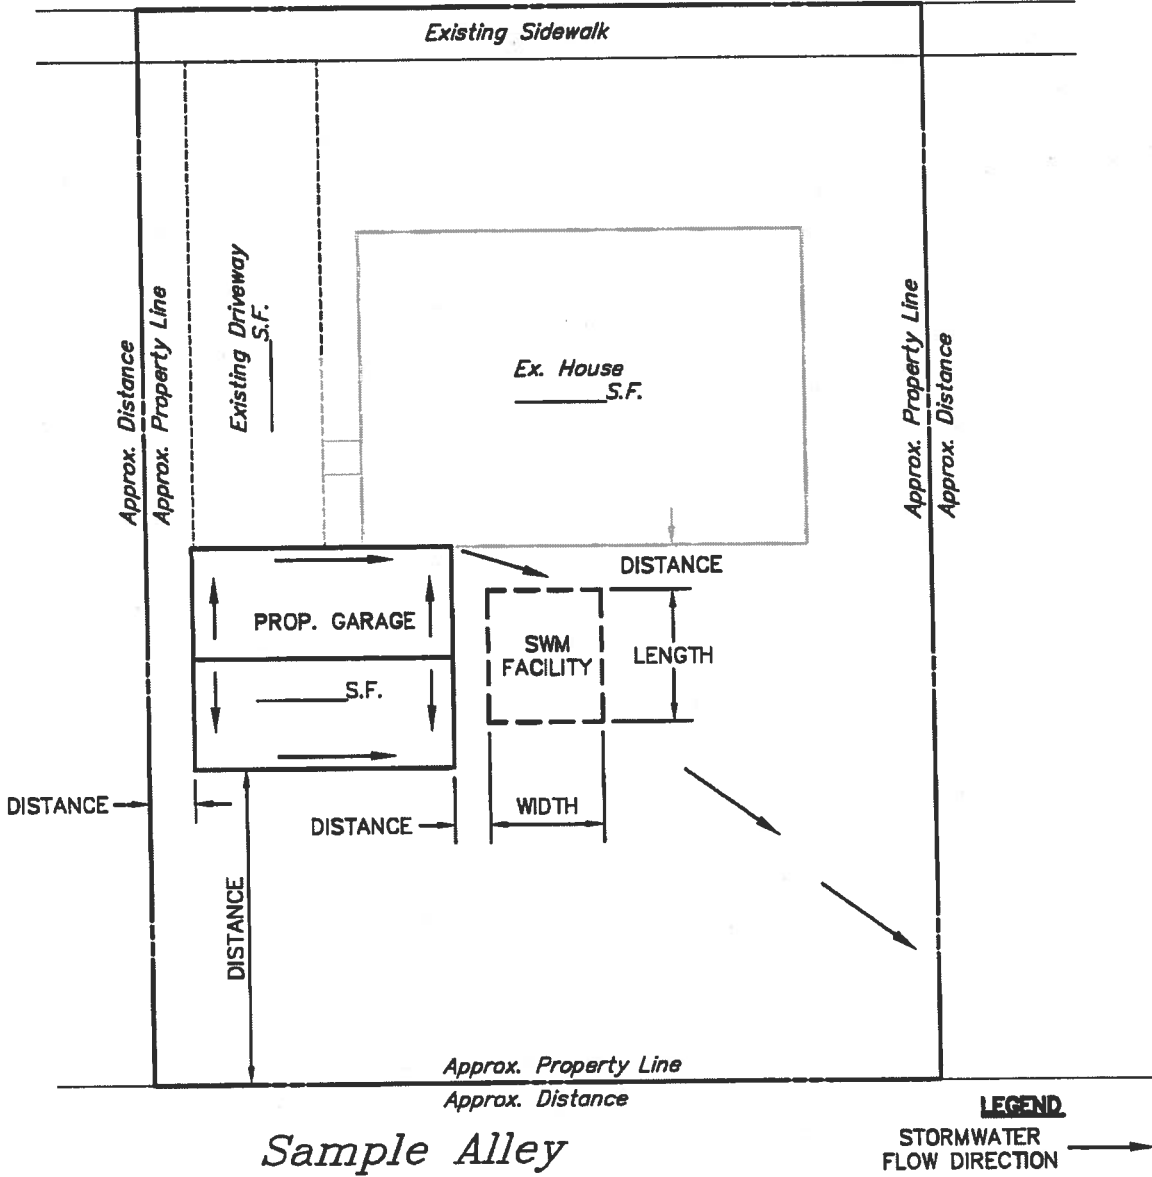 Existing Sidewalk
Approx. Distance
Approx. Property Line
Existing Driveway
S.F.
Ex. House
S.F.
Approx. Property Line
Approx. Distance
DISTANCE
PROP. GARAGE
S.F.
SWM
FACILITY
LENGTH
DISTANCE
DISTANCE
WIDTH
DISTANCE
Approx. Property Line
Approx. Distance
Sample Alley
LEGEND
STORMWATER
FLOW DIRECTION